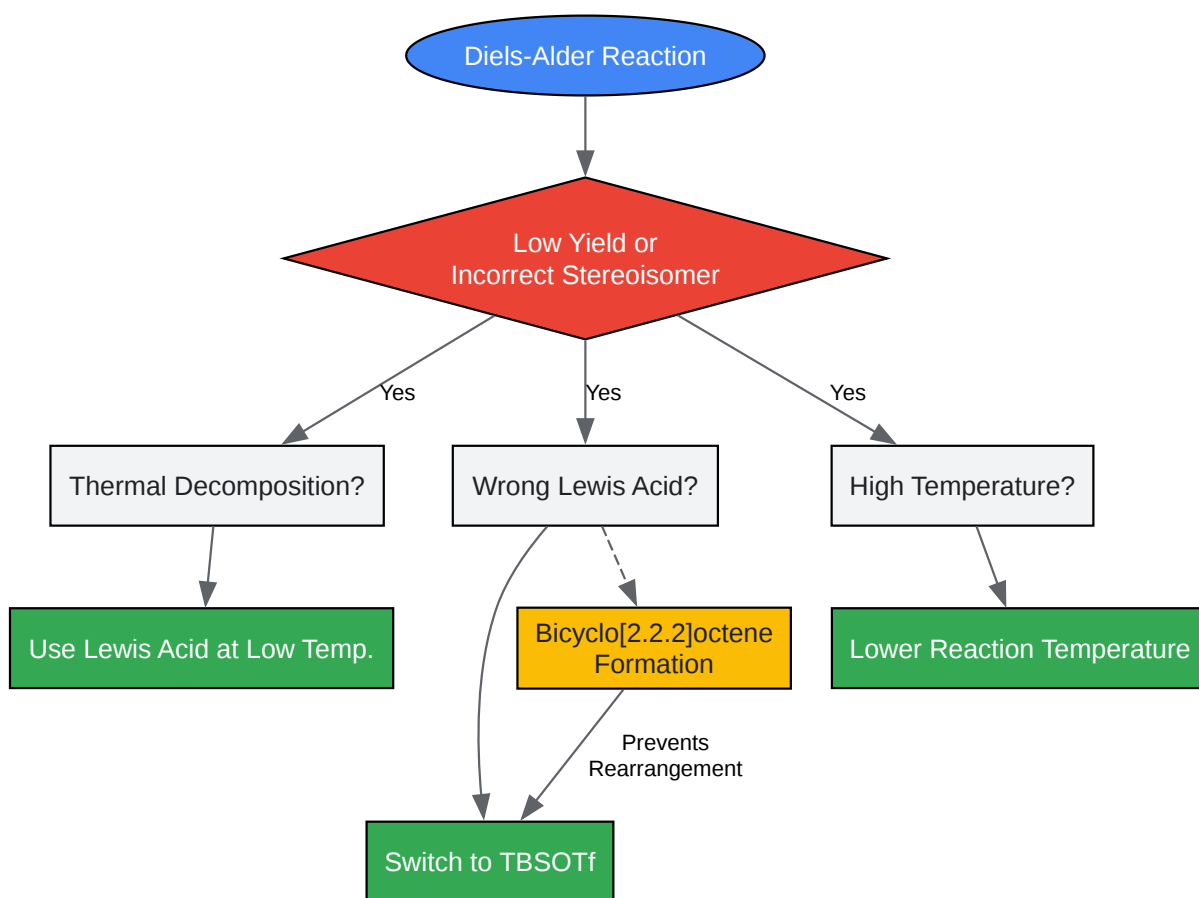 Diels-Alder Reaction
Low Yield or
Incorrect Stereoisomer
Yes
Yes
Yes
Thermal Decomposition?
Wrong Lewis Acid?
High Temperature?
Use Lewis Acid at Low Temp.
Bicyclo[2.2.2]octene
Formation
Lower Reaction Temperature
Prevents
Rearrangement
Switch to TBSOTf